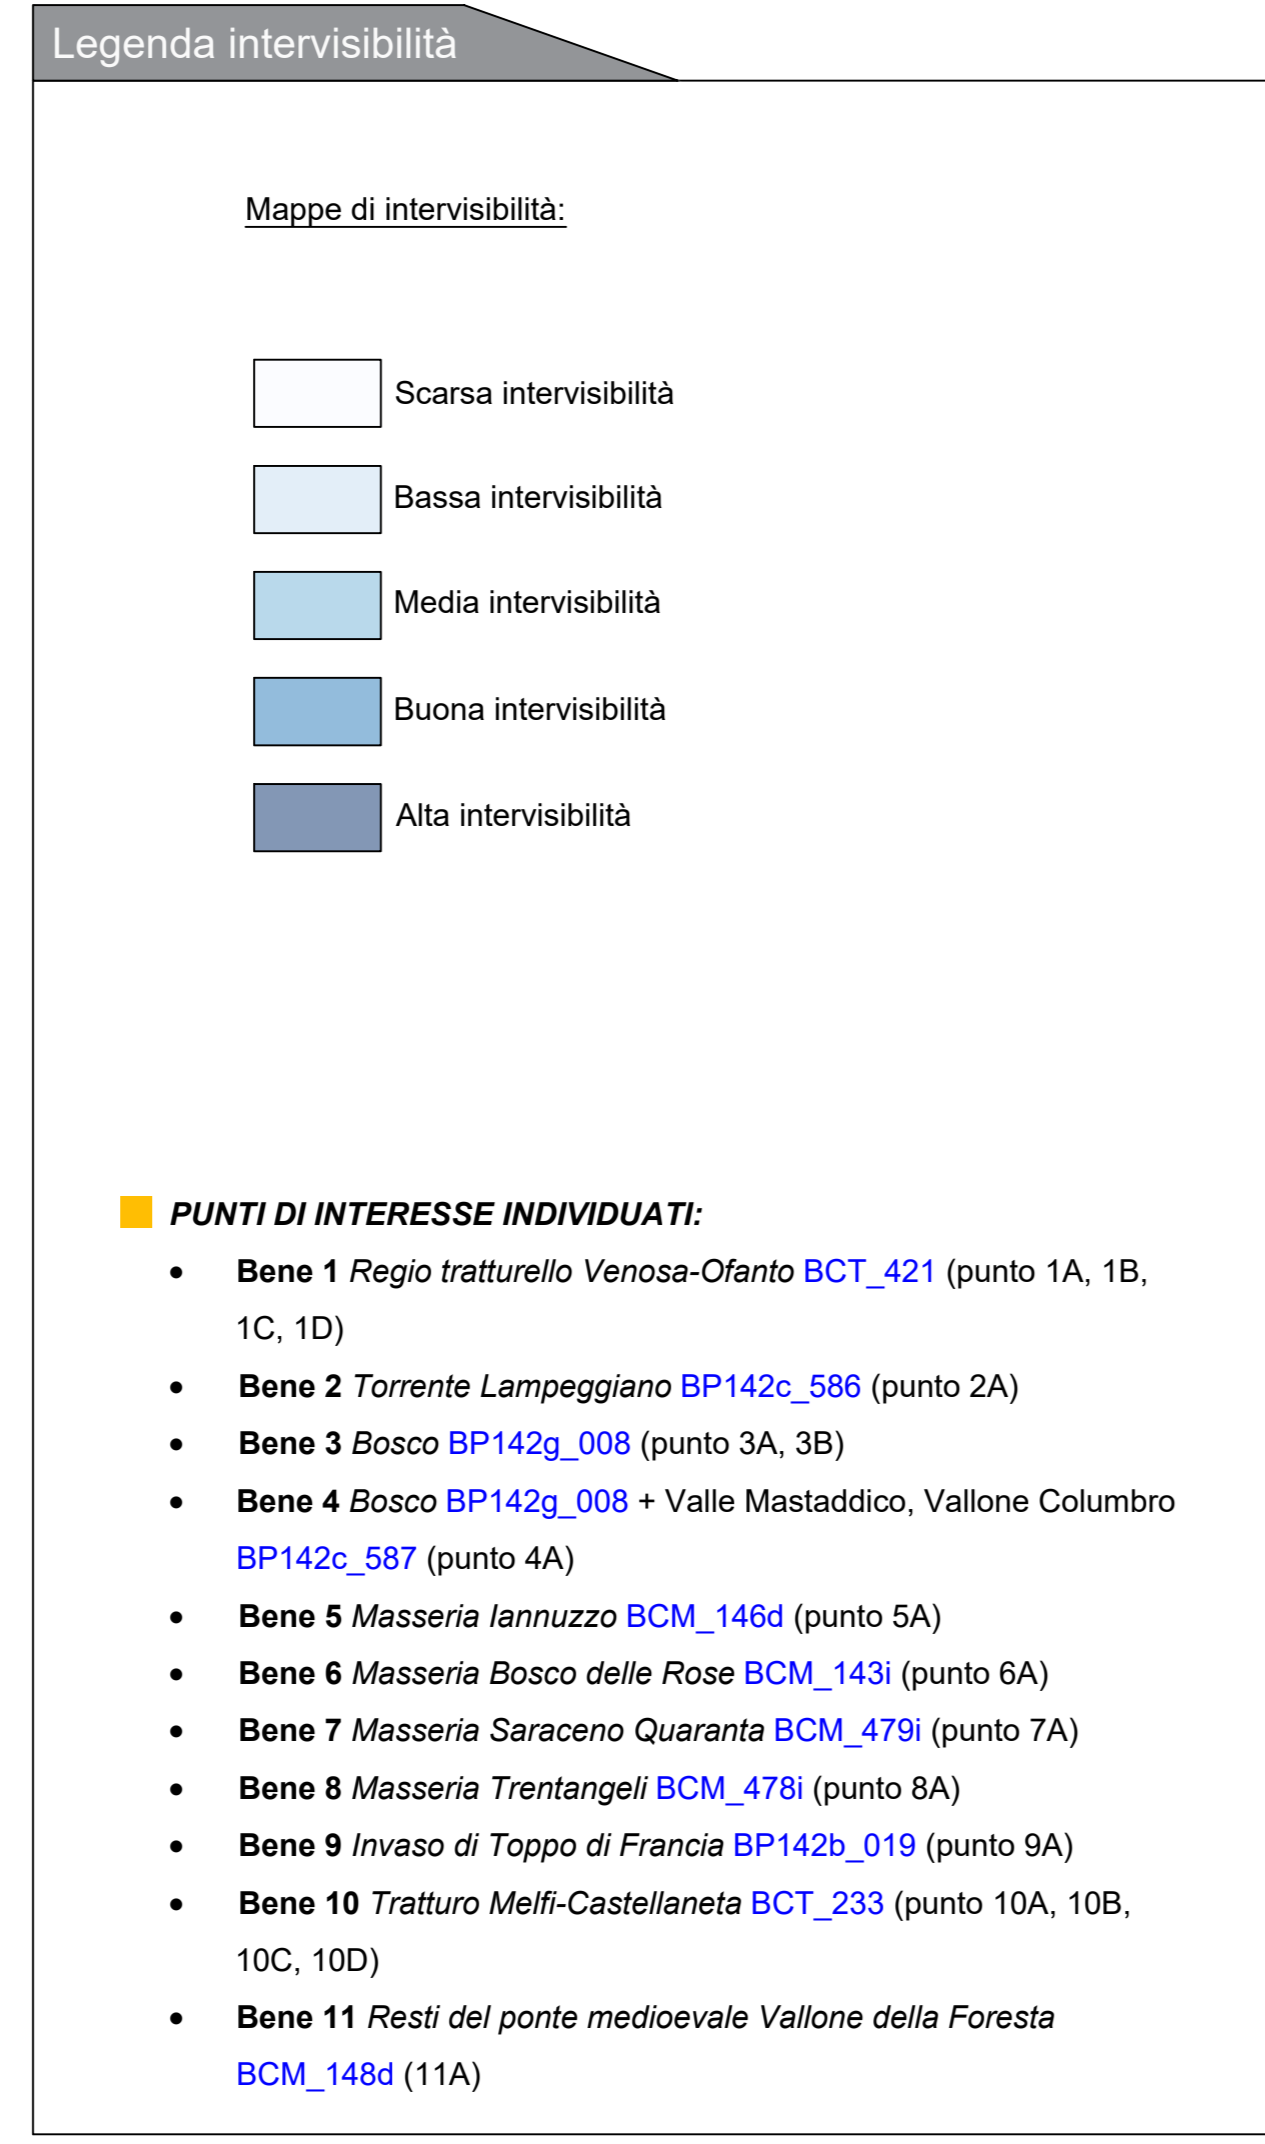 Legenda intervisibilità
Mappe di intervisibilità:
Scarsa intervisibilità
Bassa intervisibilità
Media intervisibilità
Buona intervisibilità
Alta intervisibilità
PUNTI DI INTERESSE INDIVIDUATI:
• Bene 1 Regio tratturello Venosa-Ofanto BCT_421 (punto 1A, 1B,
1C, 1D)
• Bene 2 Torrente Lampeggiano BP142c_586 (punto 2A)
• Bene 3 Bosco BP142g_008 (punto 3A, 3B)
• Bene 4 Bosco BP142g_008 + Valle Mastaddico, Vallone Columbro
BP142c_587 (punto 4A)
• Bene 5 Masseria Iannuzzo BCM_146d (punto 5A)
• Bene 6 Masseria Bosco delle Rose BCM_143i (punto 6A)
• Bene 7 Masseria Saraceno Quaranta BCM_479i (punto 7A)
• Bene 8 Masseria Trentangeli BCM_478i (punto 8A)
• Bene 9 Invaso di Toppo di Francia BP142b_019 (punto 9A)
• Bene 10 Tratturo Melfi-Castellaneta BCT_233 (punto 10A, 10B,
10C, 10D)
• Bene 11 Resti del ponte medioevale Vallone della Foresta
BCM_148d (11A)